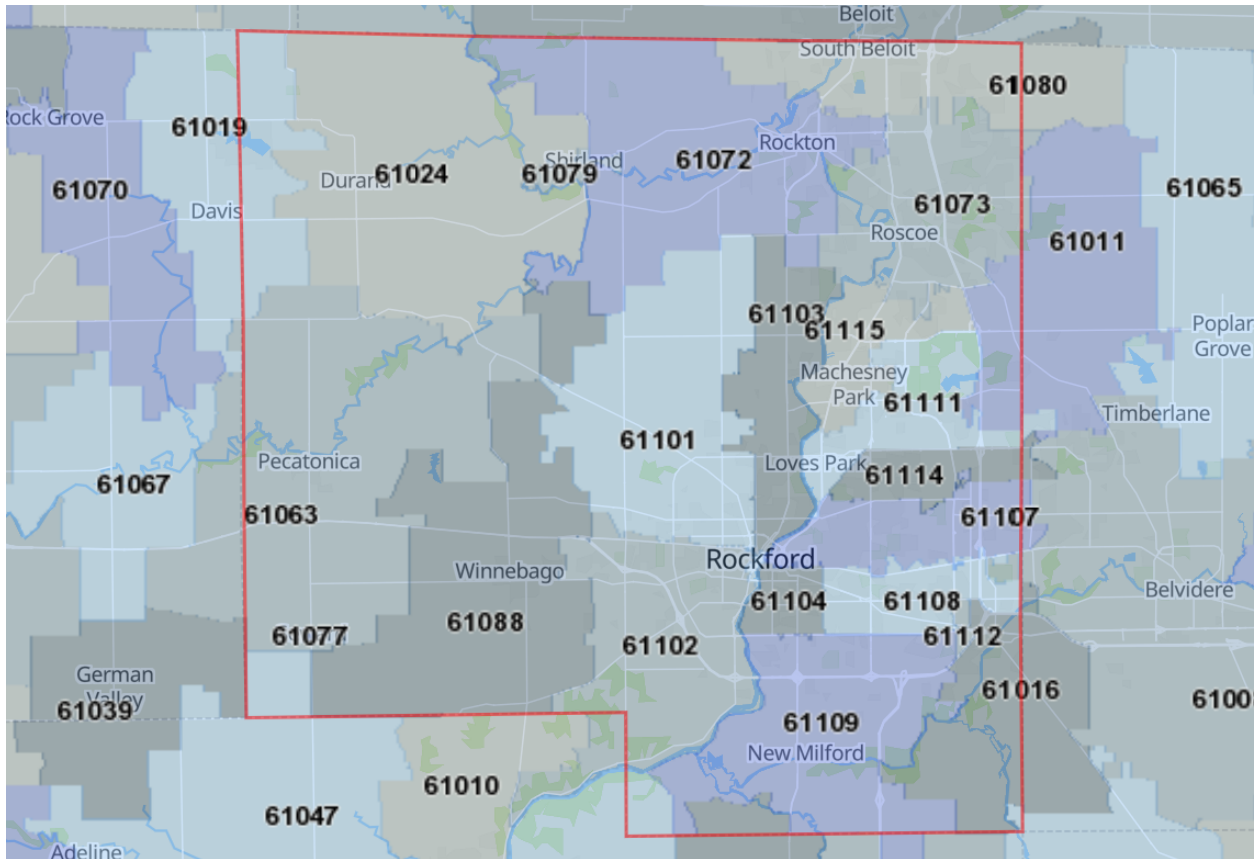 Beloit
South Beloit
61080
Rock Grove
61019
Rockton
Shirland
61072
Durand
61024
61079
61070
61065
61073
Davis
Roscoe
61011
61103
61115
Poplar
Grove
Machesney
Park
61111
Timberlane
61101
Pecatonica
Loves Park
61114
61067
61063
61107
Rockford
Winnebago
Belvidere
61104
61108
61088
61077
61112
61102
German
Valley
61016
61039
6100
61109
New Milford
61010
61047
Adeline